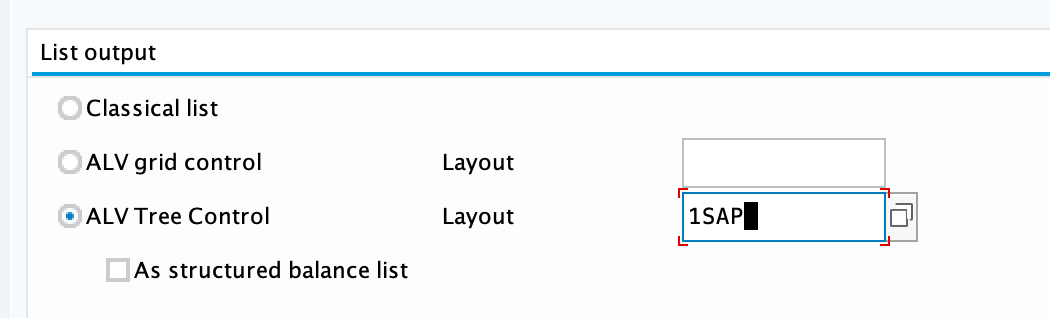 List output
Classical list
ALV grid control Layout
ALV Tree Control Layout 1SAP
As structured balance list